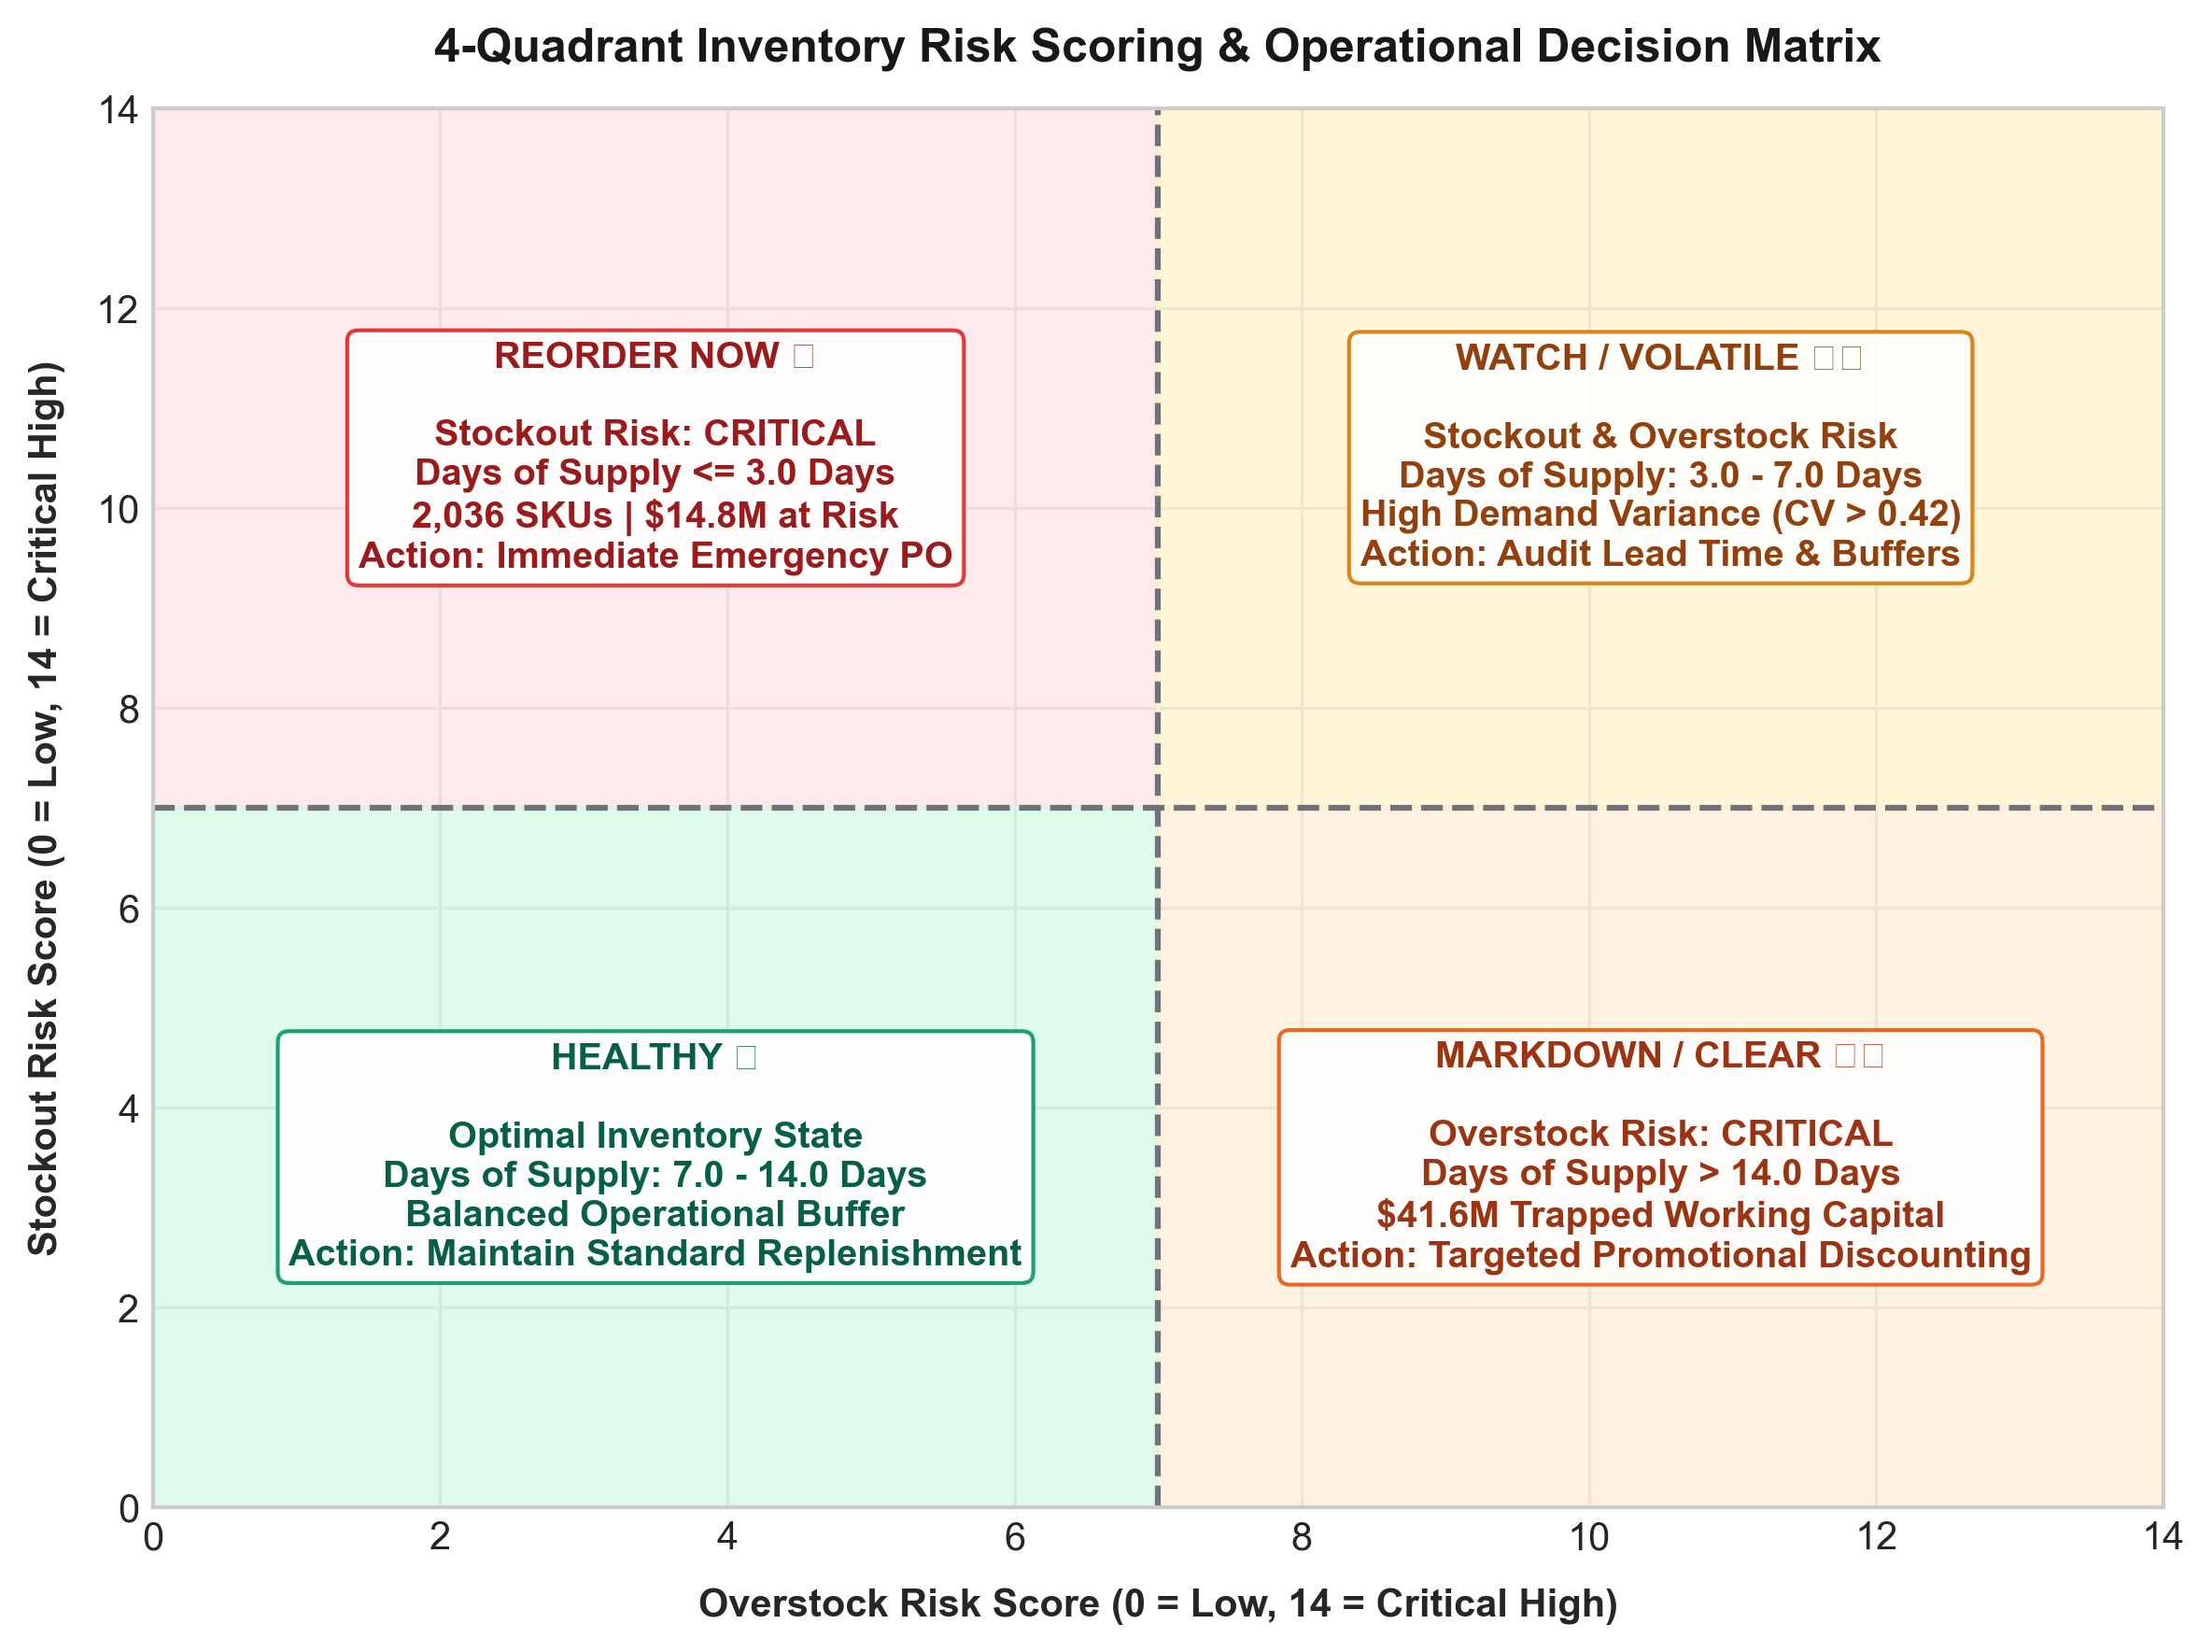 4-Quadrant Inventory Risk Scoring & Operational Decision Matrix
Stockout Risk Score (0 = Low, 14 = Critical High)
14
12
10
8
6
4
2
0
REORDER NOW
Stockout Risk: CRITICAL
Days of Supply <= 3.0 Days
2,036 SKUs | $14.8M at Risk
Action: Immediate Emergency PO
WATCH / VOLATILE
Stockout & Overstock Risk
Days of Supply: 3.0 - 7.0 Days
High Demand Variance (CV > 0.42)
Action: Audit Lead Time & Buffers
HEALTHY
Optimal Inventory State
Days of Supply: 7.0 - 14.0 Days
Balanced Operational Buffer
Action: Maintain Standard Replenishment
MARKDOWN / CLEAR
Overstock Risk: CRITICAL
Days of Supply > 14.0 Days
$41.6M Trapped Working Capital
Action: Targeted Promotional Discounting
0
2
4
6
8
10
12
14
Overstock Risk Score (0 = Low, 14 = Critical High)